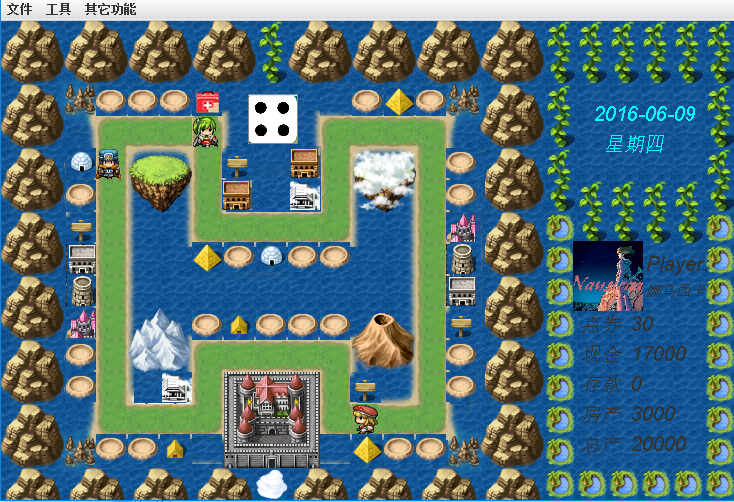 文件 工具 其它功能
2016-06-09
星期四
Player
点券 30
现金 17000
存款 0
房产 3000
总产 20000